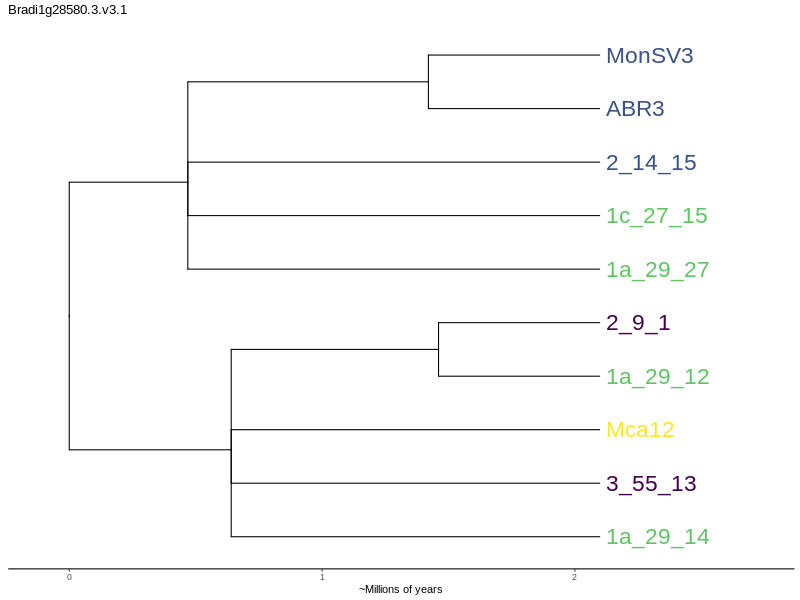 Bradi1g28580.3.v3.1
MonSV3
ABR3
2_14_15
1c_27_15
1a_29_27
2_9_1
1a_29_12
Mca12
3_55_13
1a_29_14
0 1 2
~Millions of years